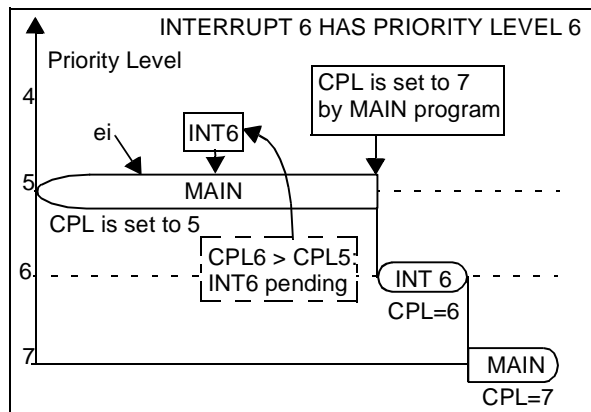 INTERRUPT 6 HAS PRIORITY LEVEL 6
Priority Level
CPL is set to 7
by MAIN program
4
ei
INT6
5
MAIN
CPL is set to 5
CPL6 > CPL5:
INT6 pending
6
INT 6
CPL=6
7
MAIN
CPL=7